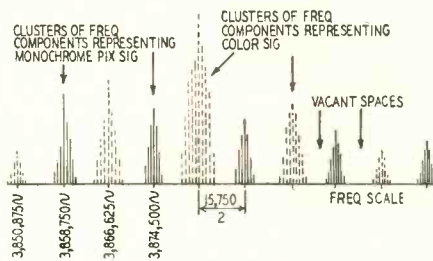 CLUSTERS OF FREQ
COMPONENTS REPRESENTING
MONOCHROME PIX SIG
CLUSTERS OF FREQ
COMPONENTS REPRESENTING
COLOR SIG
VACANT SPACES
15,750
2
FREQ SCALE
3,850,875/U
3,858,750/U
3,866,625/U
3,874,500/U